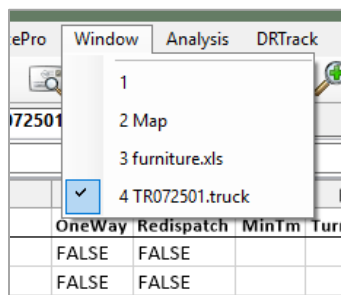 ePro Window Analysis DRTrack
1
072501
2 Map
3 furniture.xls
4 TR072501.truck
OneWay Redispatch MinTm Turn
FALSE FALSE
FALSE FALSE